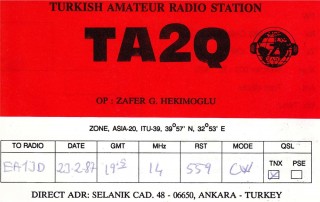 TURKISH AMATEUR RADIO STATION
TA2Q
OP : ZAFER G. HEKIMOGLU
ZONE, ASIA-20, ITU-39, 39°57' N, 32°53' E
TO RADIO DATE GMT MHz RST MODE QSL
EA1JD 23-2-87 19 14 559 CW TNX PSE
DIRECT ADR: SELANIK CAD. 48 - 06650, ANKARA - TURKEY